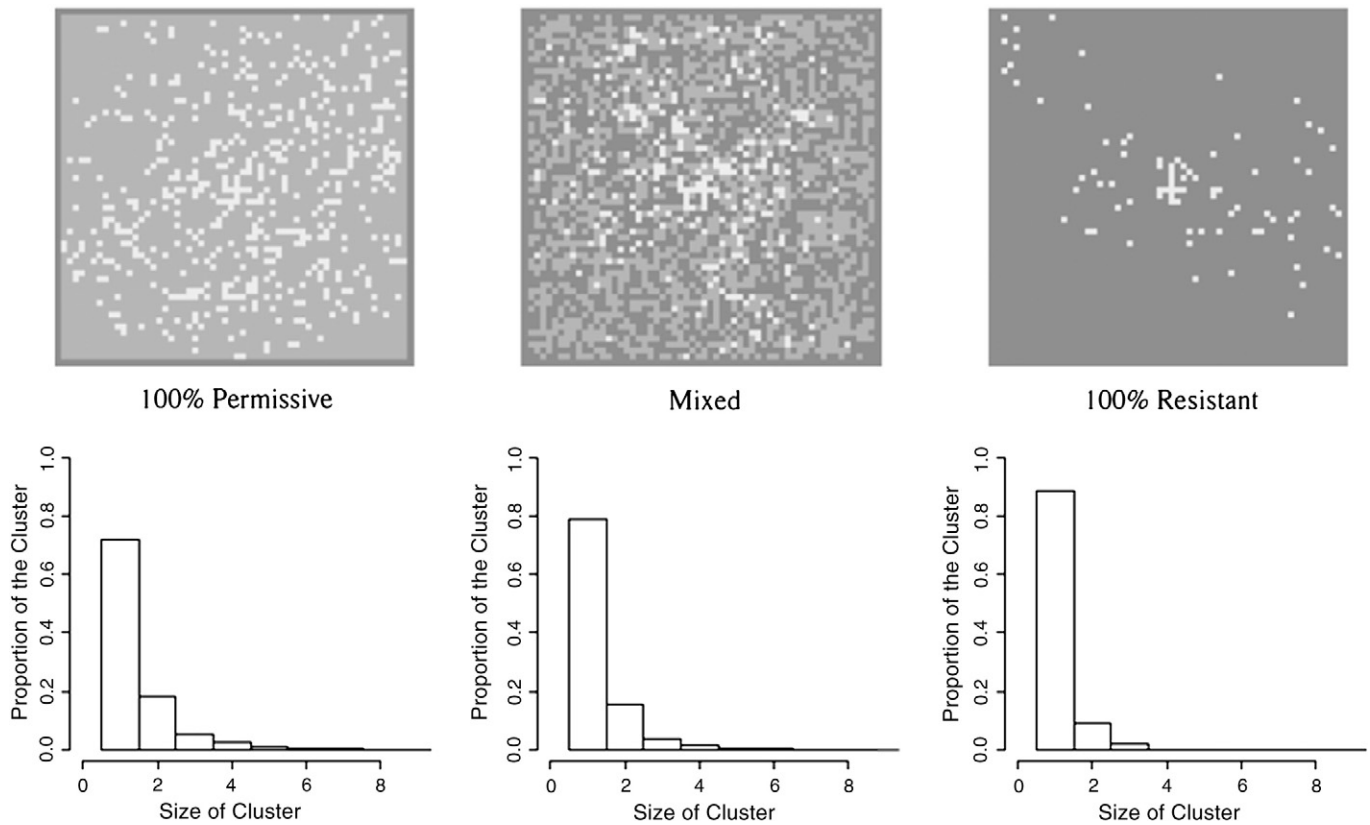 100% Permissive
Mixed
100% Resistant
Proportion of the Cluster
0.0 0.2 0.4 0.6 0.8 1.0
0 2 4 6 8
Size of Cluster
Proportion of the Cluster
0.0 0.2 0.4 0.6 0.8 1.0
0 2 4 6 8
Size of Cluster
Proportion of the Cluster
0.0 0.2 0.4 0.6 0.8 1.0
0 2 4 6 8
Size of Cluster